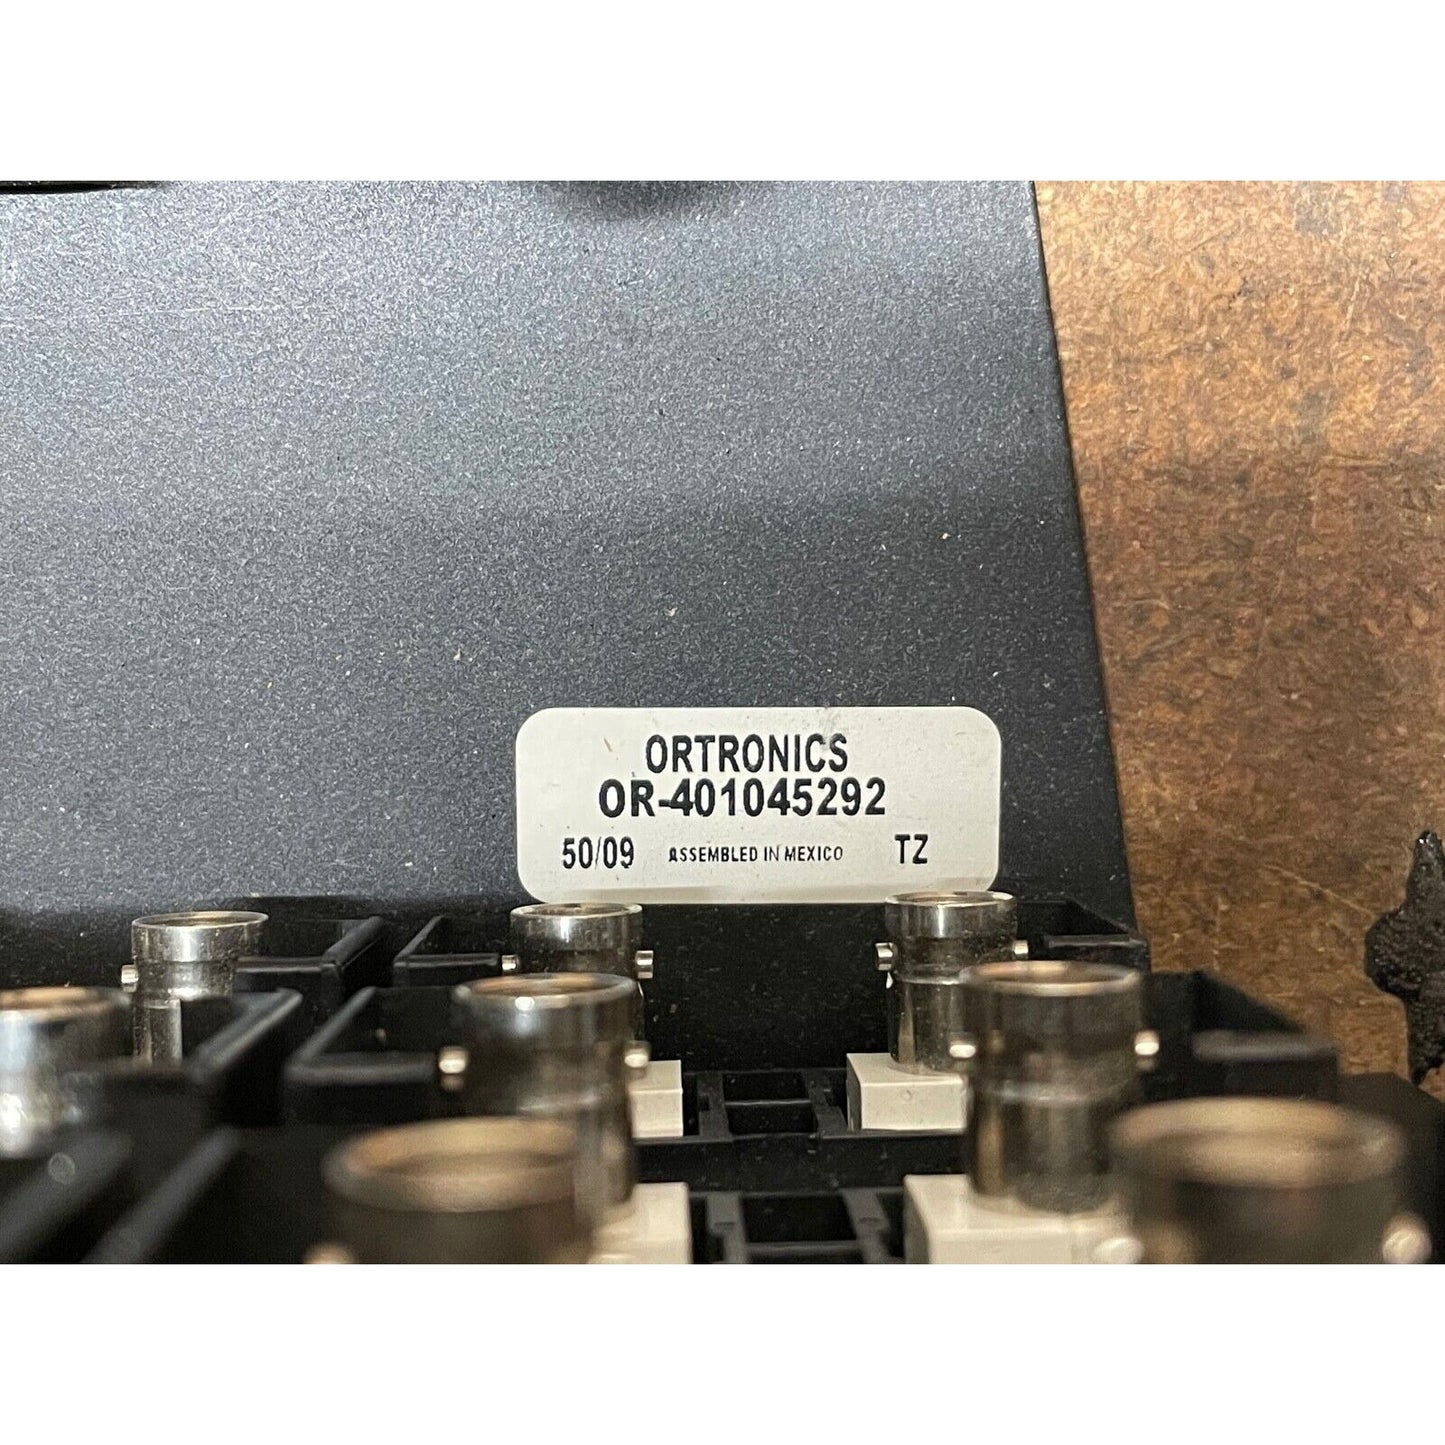 ORTRONICS
OR-401045292
50/09 ASSEMBLED IN MEXICO TZ